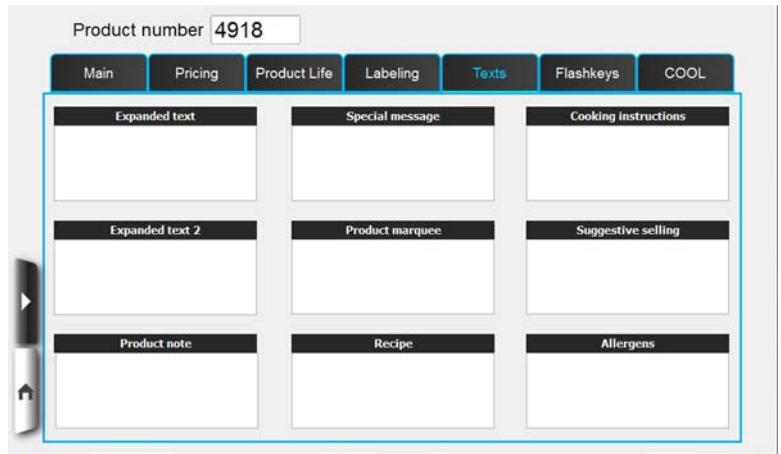 Product number 4918
Main Pricing Product Life Labeling Texts Flashkeys COOL
Expanded text Special message Cooking instructions
Expanded text 2 Product marquee Suggestive selling
Product note Recipe Allergens